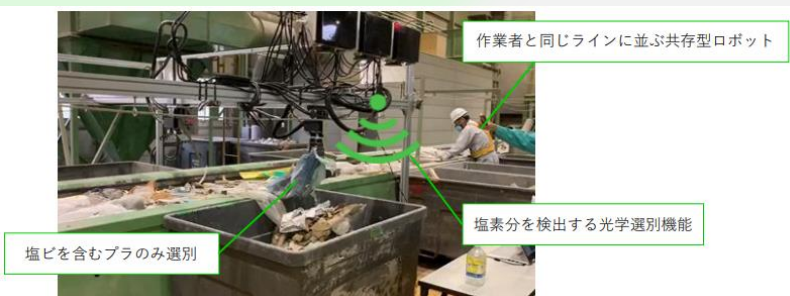 作業者と同じラインに並ぶ共存型ロボット
塩素分を検出する光学選別機能
塩ビを含むプラのみ選別